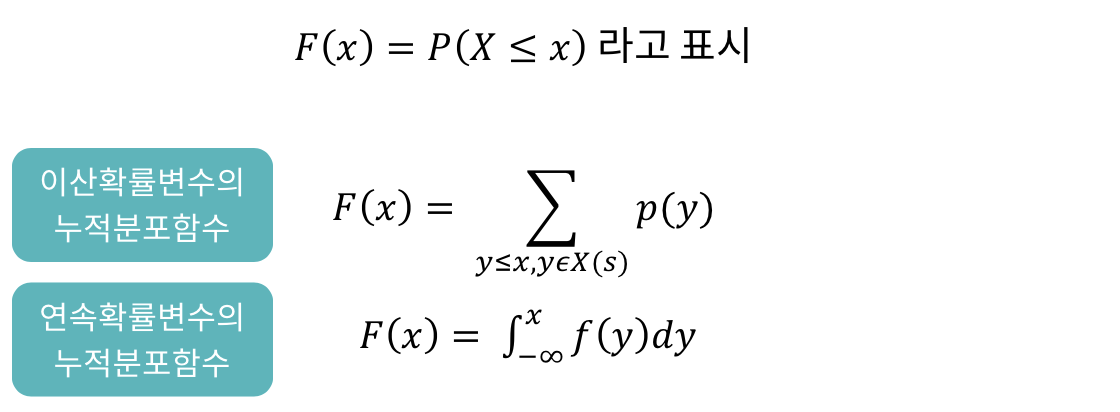 F(x) = P(X ≤ x) 라고 표시
이산확률변수의
누적분포함수
F(x) = ∑ p(y)
y≤x,yϵX(s)
연속확률변수의
누적분포함수
F(x) = ∫_{−∞}^{x} f(y)dy